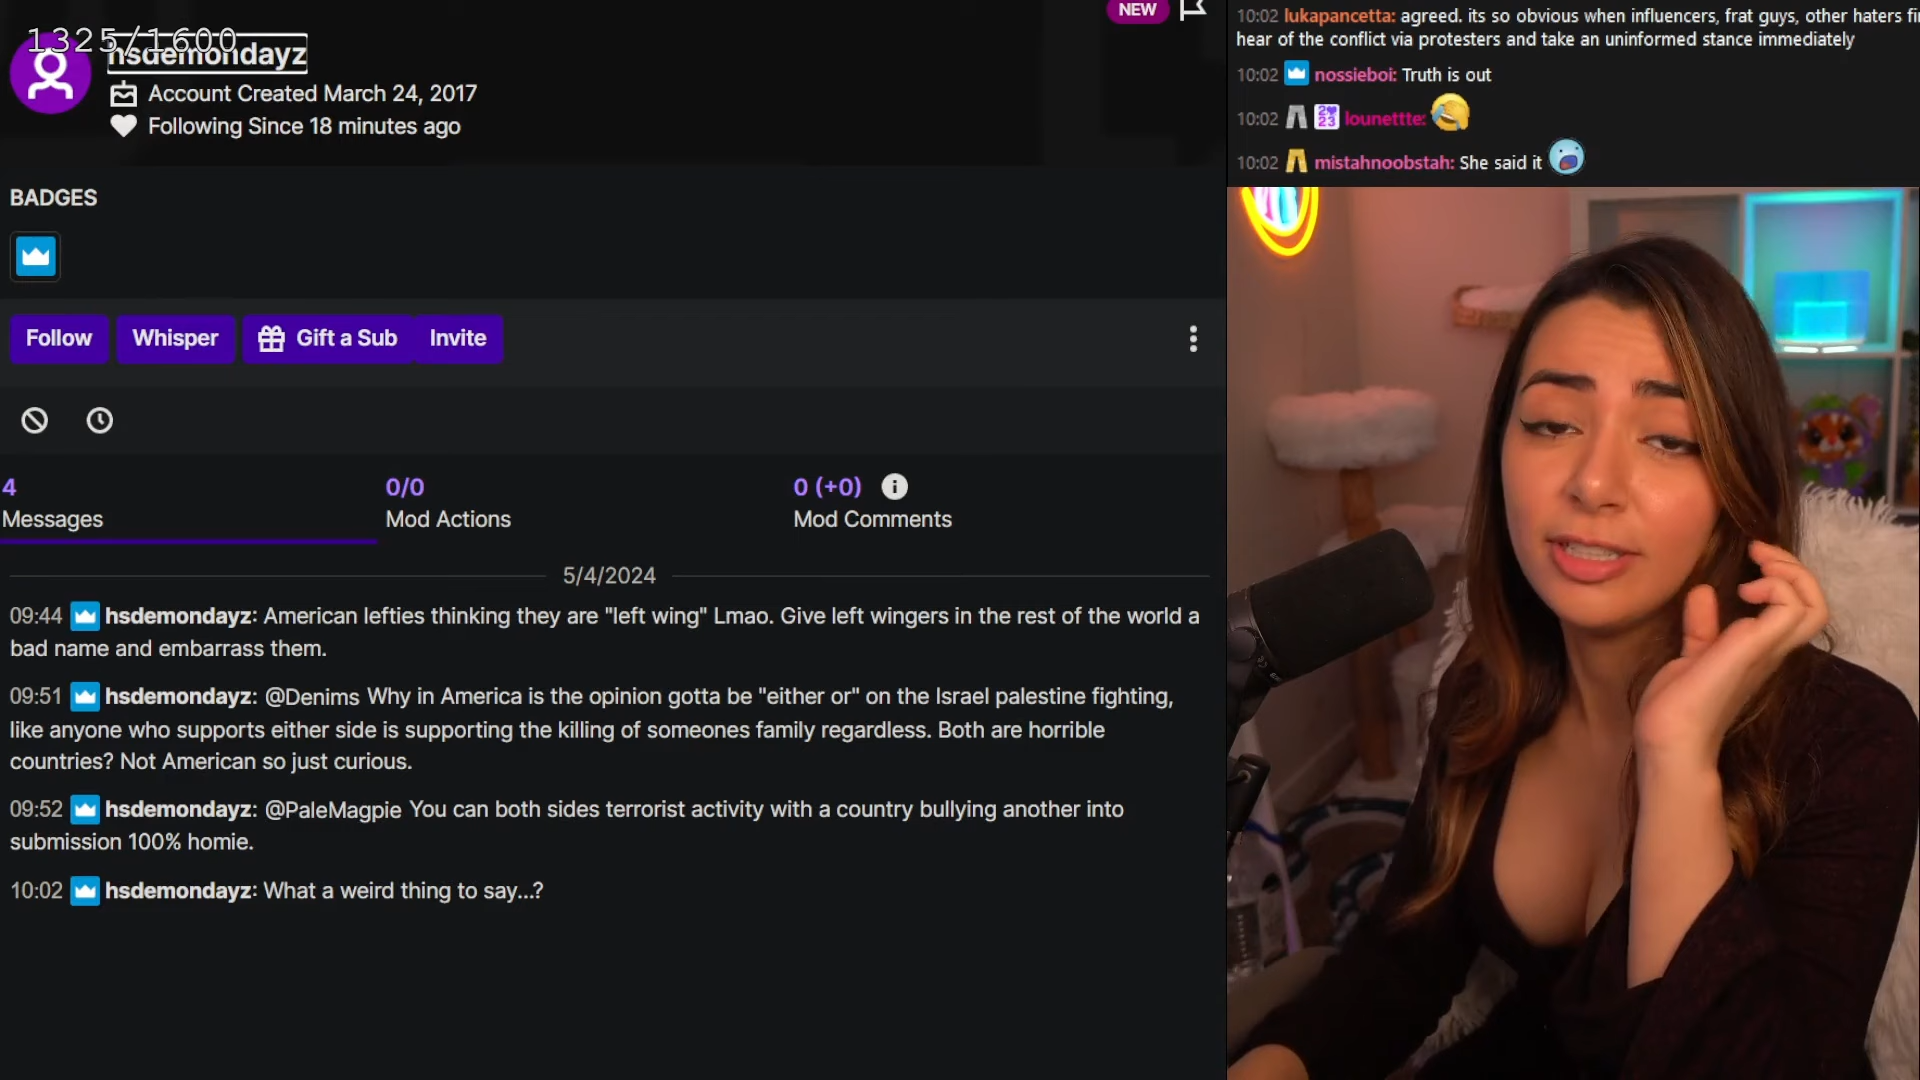 1325/1600
hsdemondayz
Account Created March 24, 2017
Following Since 18 minutes ago
NEW
BADGES
Follow
Whisper
Gift a Sub
Invite
4
Messages
0/0
Mod Actions
0 (+0)
Mod Comments
5/4/2024
09:44 hsdemondayz: American lefties thinking they are "left wing" Lmao. Give left wingers in the rest of the world a
bad name and embarrass them.
09:51 hsdemondayz: @Denims Why in America is the opinion gotta be "either or" on the Israel palestine fighting,
like anyone who supports either side is supporting the killing of someones family regardless. Both are horrible
countries? Not American so just curious.
09:52 hsdemondayz: @PaleMagpie You can both sides terrorist activity with a country bullying another into
submission 100% homie.
10:02 hsdemondayz: What a weird thing to say...?
10:02 lukapancetta: agreed. its so obvious when influencers, frat guys, other haters
hear of the conflict via protesters and take an uninformed stance immediately
10:02 nossieboi: Truth is out
10:02 2023 lounettte:
10:02 mistahnoobstah: She said it